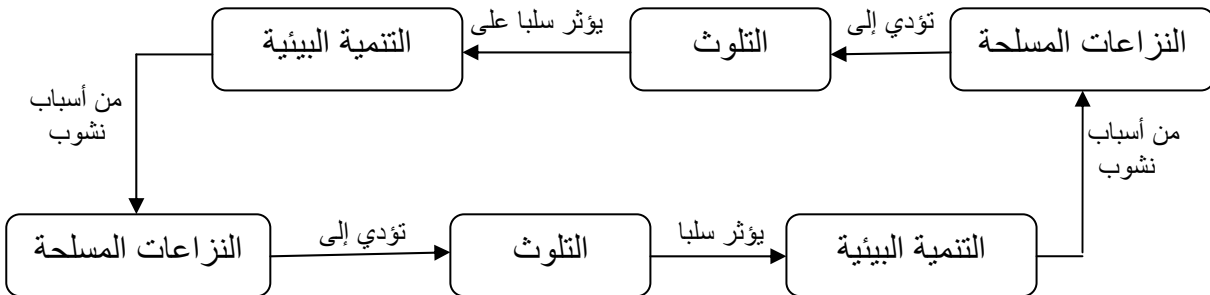 النزاعات المسلحة
تؤدي إلى
التلوث
يؤثر سلبا على
التنمية البيئية
من أسباب
نشوب
من أسباب
نشوب
النزاعات المسلحة
تؤدي إلى
التلوث
يؤثر سلبا
التنمية البيئية